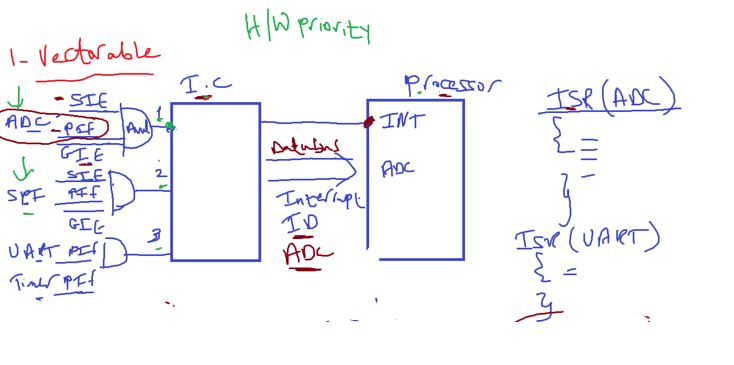 H/W priority
1- Vectorable
I.C
Processor
SIE
ADC - PIF
And
GIE
1
SIE
SPF PIF
GIE
2
UART PIF
3
Timer PIF
INT
Databus
ADC
Interrupt
ID
ADC
ISR(ADC)
{
}
ISR(UART)
{
}